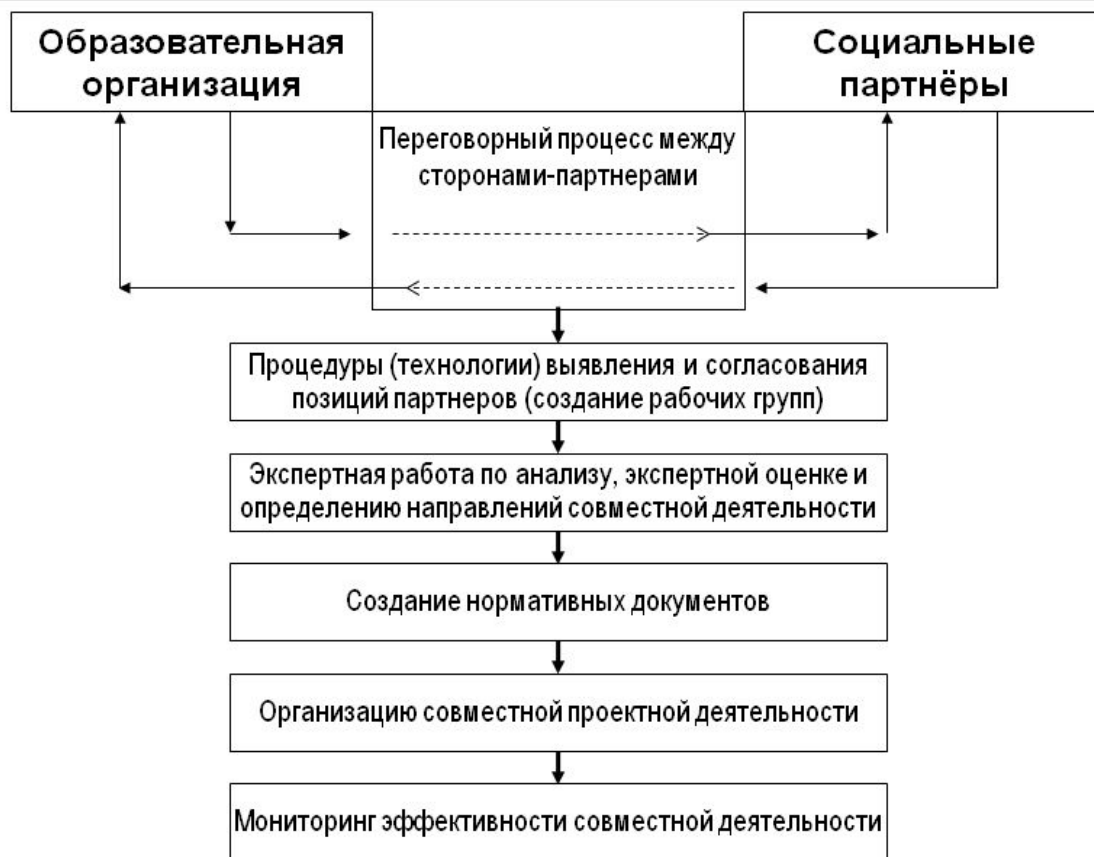 Образовательная
организация
Социальные
партнёры
Переговорный процесс между
сторонами-партнерами
Процедуры (технологии) выявления и согласования
позиций партнеров (создание рабочих групп)
Экспертная работа по анализу, экспертной оценке и
определению направлений совместной деятельности
Создание нормативных документов
Организацию совместной проектной деятельности
Мониторинг эффективности совместной деятельности